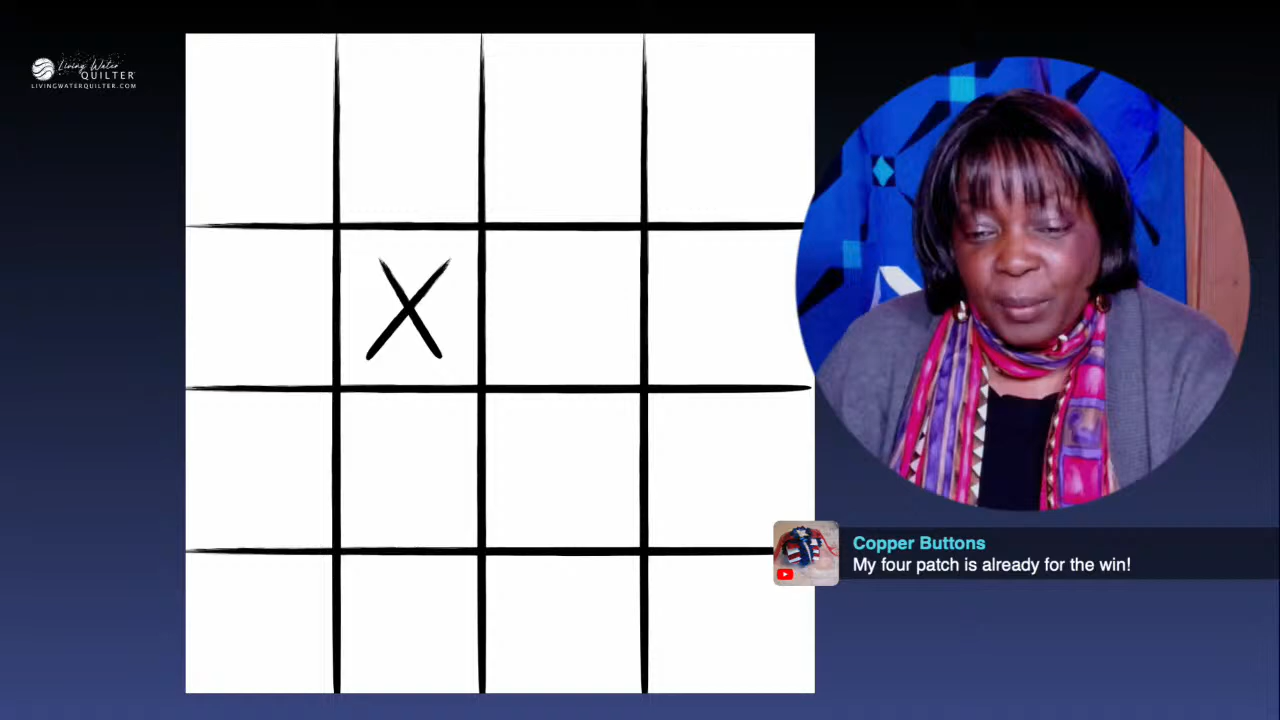 Living Water
QUILTER
LIVINGWATERQUILTER.COM
X
Copper Buttons
My four patch is already for the win!